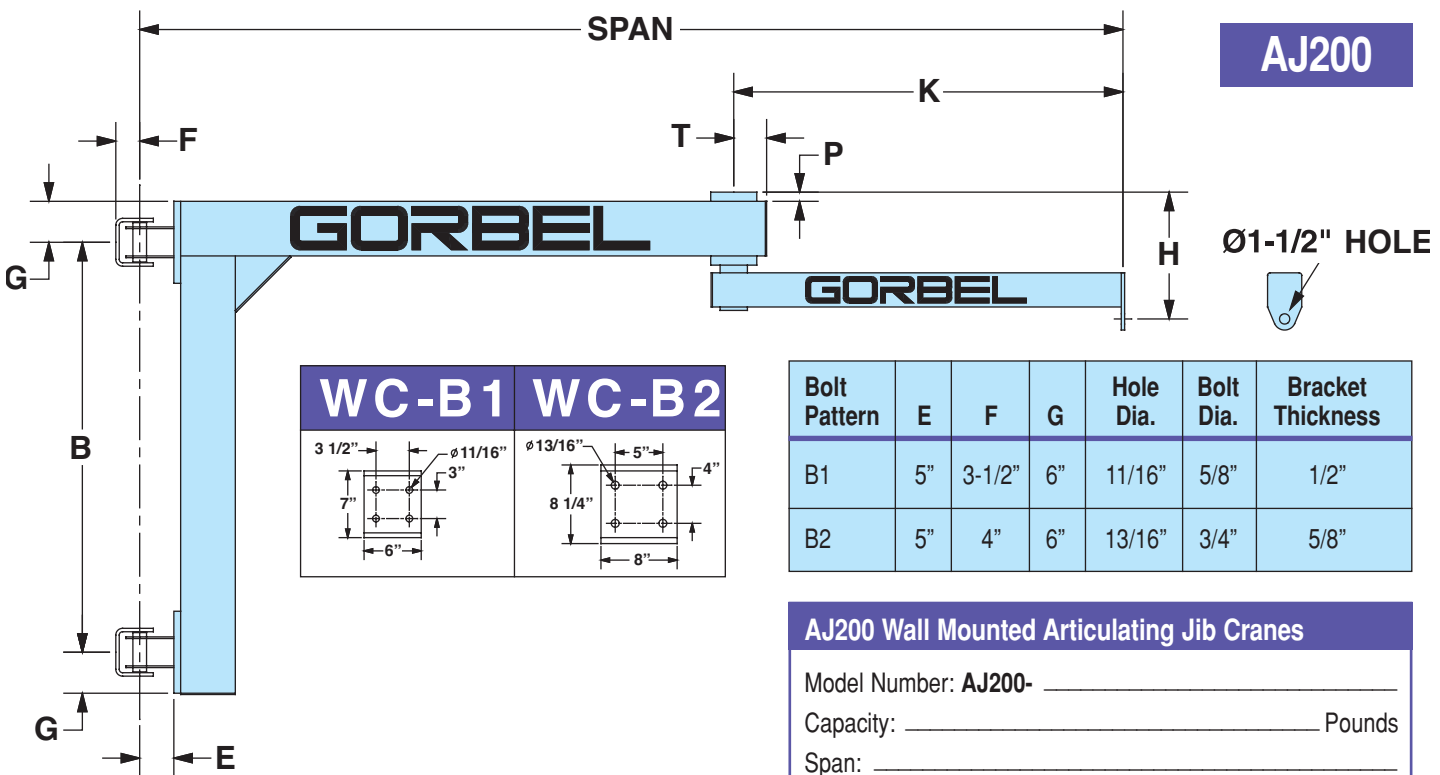 SPAN
AJ200
K
F
T
P
GORBEL
G
H
Ø1-1/2" HOLE
GORBEL
B
WC-B1 WC-B2
3 1/2”
ø11/16”
3”
7”
6”
ø13/16”
5”
4”
8 1/4”
8”
Bolt Pattern E F G Hole Dia. Bolt Dia. Bracket Thickness
B1 5” 3-1/2” 6” 11/16” 5/8” 1/2”
B2 5” 4” 6” 13/16” 3/4” 5/8”
G
E
AJ200 Wall Mounted Articulating Jib Cranes
Model Number: AJ200-
Capacity: Pounds
Span: